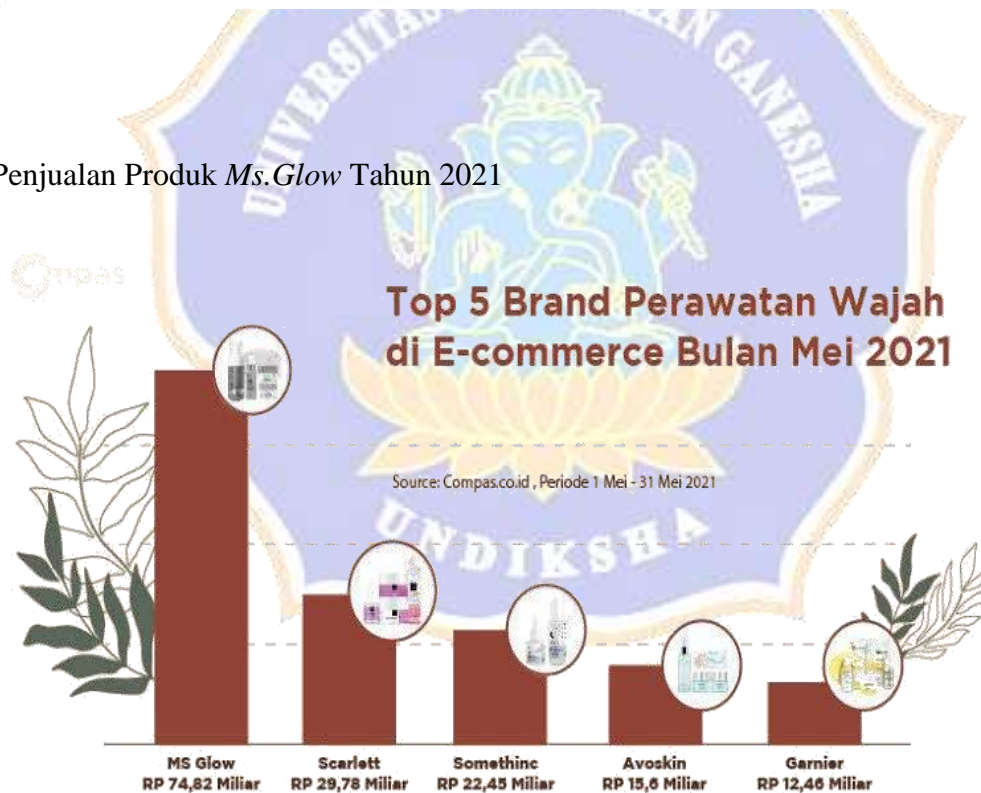 Penjualan Produk Ms.Glow Tahun 2021
Top 5 Brand Perawatan Wajah
di E-commerce Bulan Mei 2021
Source: Compas.co.id , Periode 1 Mei - 31 Mei 2021
UNDIKSHA
MS Glow
RP 74,82 Miliar
Scarlett
RP 29,78 Miliar
Somethinc
RP 22,45 Miliar
Avoskin
RP 15,6 Miliar
Garnier
RP 12,46 Miliar